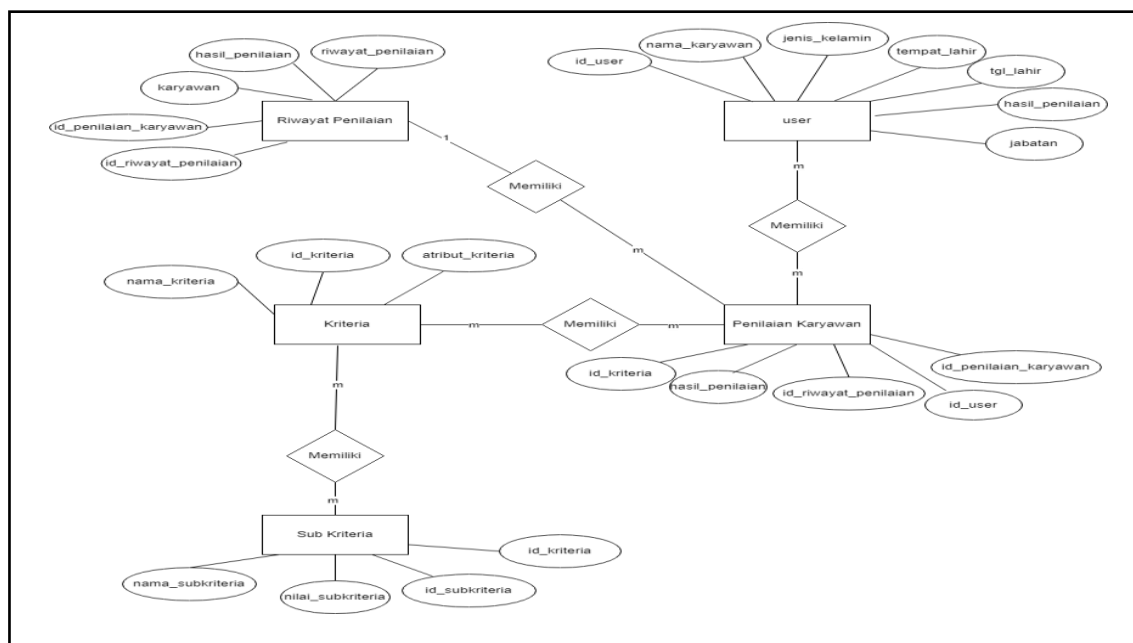 hasil_penilaian
riwayat_penilaian
karyawan
id_penilaian_karyawan
id_riwayat_penilaian
Riwayat Penilaian
1
Memiliki
m
id_user
nama_karyawan
jenis_kelamin
tempat_lahir
tgl_lahir
hasil_penilaian
jabatan
user
m
Memiliki
m
nama_kriteria
id_kriteria
atribut_kriteria
Kriteria
m
Memiliki
m
Penilaian Karyawan
id_kriteria
hasil_penilaian
id_riwayat_penilaian
id_user
id_penilaian_karyawan
m
Memiliki
m
Sub Kriteria
nama_subkriteria
nilai_subkriteria
id_subkriteria
id_kriteria